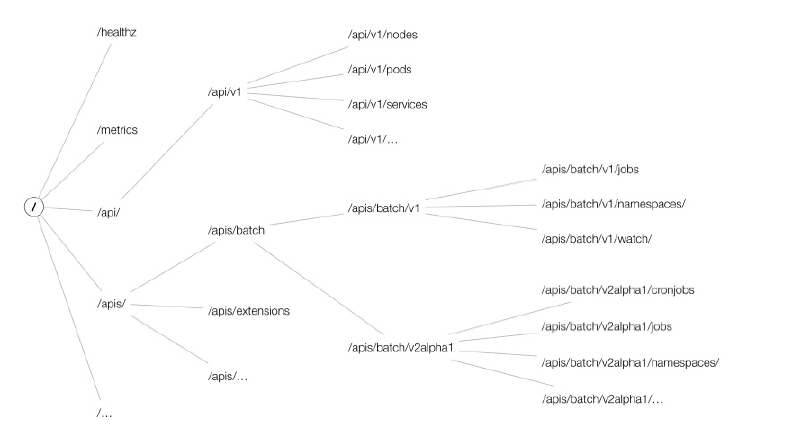 /healthz
/metrics
/
/api/
/apis/
/...
/api/v1
/apis/batch
/apis/extensions
/apis/...
/api/v1/nodes
/api/v1/pods
/api/v1/services
/api/v1/...
/apis/batch/v1
/apis/batch/v2alpha1
/apis/batch/v1/jobs
/apis/batch/v1/namespaces/
/apis/batch/v1/watch/
/apis/batch/v2alpha1/cronjobs
/apis/batch/v2alpha1/jobs
/apis/batch/v2alpha1/namespaces/
/apis/batch/v2alpha1/...